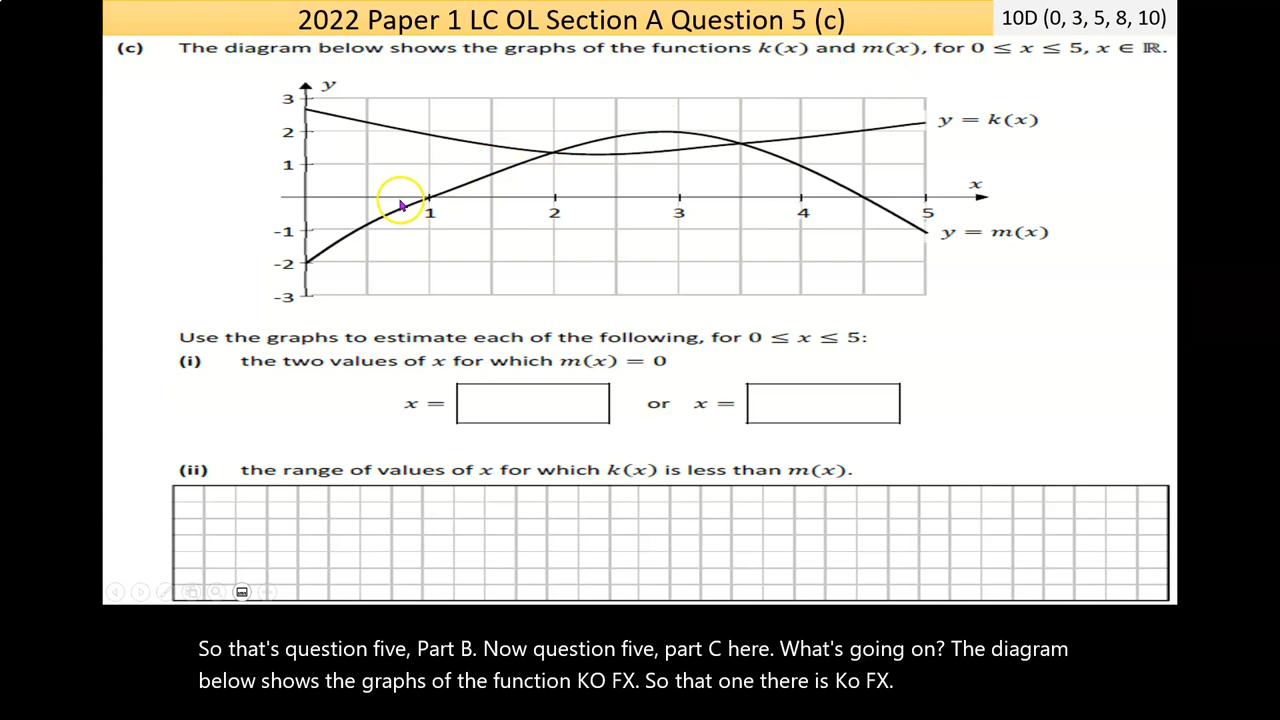 2022 Paper 1 LC OL Section A Question 5 (c)
10D (0, 3, 5, 8, 10)
(c) The diagram below shows the graphs of the functions k(x) and m(x), for 0 ≤ x ≤ 5, x ∈ ℝ.
y
3
2
1
-1
-2
-3
1 2 3 4 5
x
y = k(x)
y = m(x)
Use the graphs to estimate each of the following, for 0 ≤ x ≤ 5:
(i) the two values of x for which m(x) = 0
x = or x =
(ii) the range of values of x for which k(x) is less than m(x).
So that's question five, Part B. Now question five, part C here. What's going on? The diagram
below shows the graphs of the function KO FX. So that one there is Ko FX.